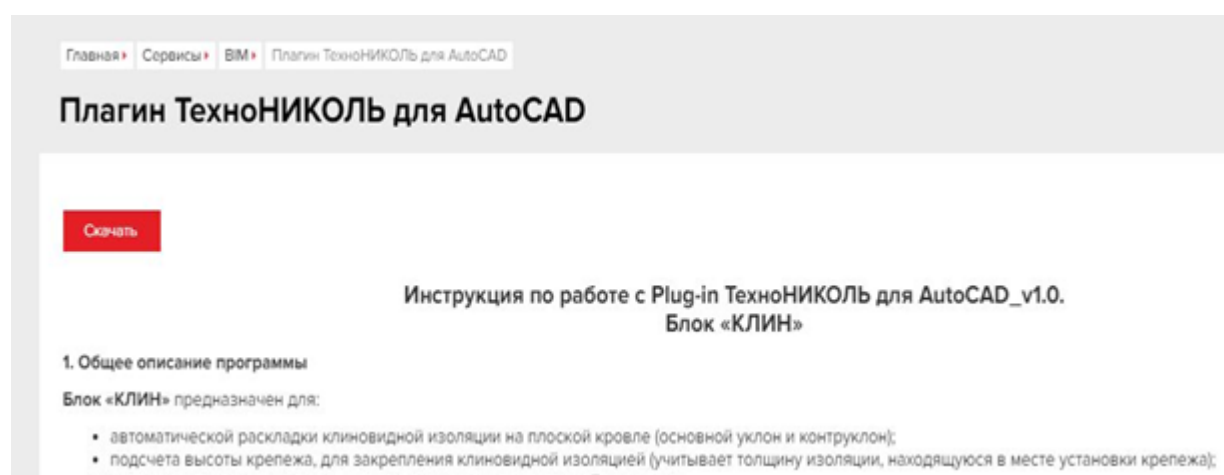 Главная Сервисы BIM Плагин ТехноНИКОЛЬ для AutoCAD
Плагин ТехноНИКОЛЬ для AutoCAD
Скачать
Инструкция по работе с Plug-in ТехноНИКОЛЬ для AutoCAD_v1.0.
Блок «КЛИН»
1. Общее описание программы
Блок «КЛИН» предназначен для:
• автоматической раскладки клиновидной изоляции на плоской кровле (основной уклон и контруклон);
• подсчета высоты крепежа, для закрепления клиновидной изоляцией (учитывает толщину изоляции, находящуюся в месте установки крепежа);